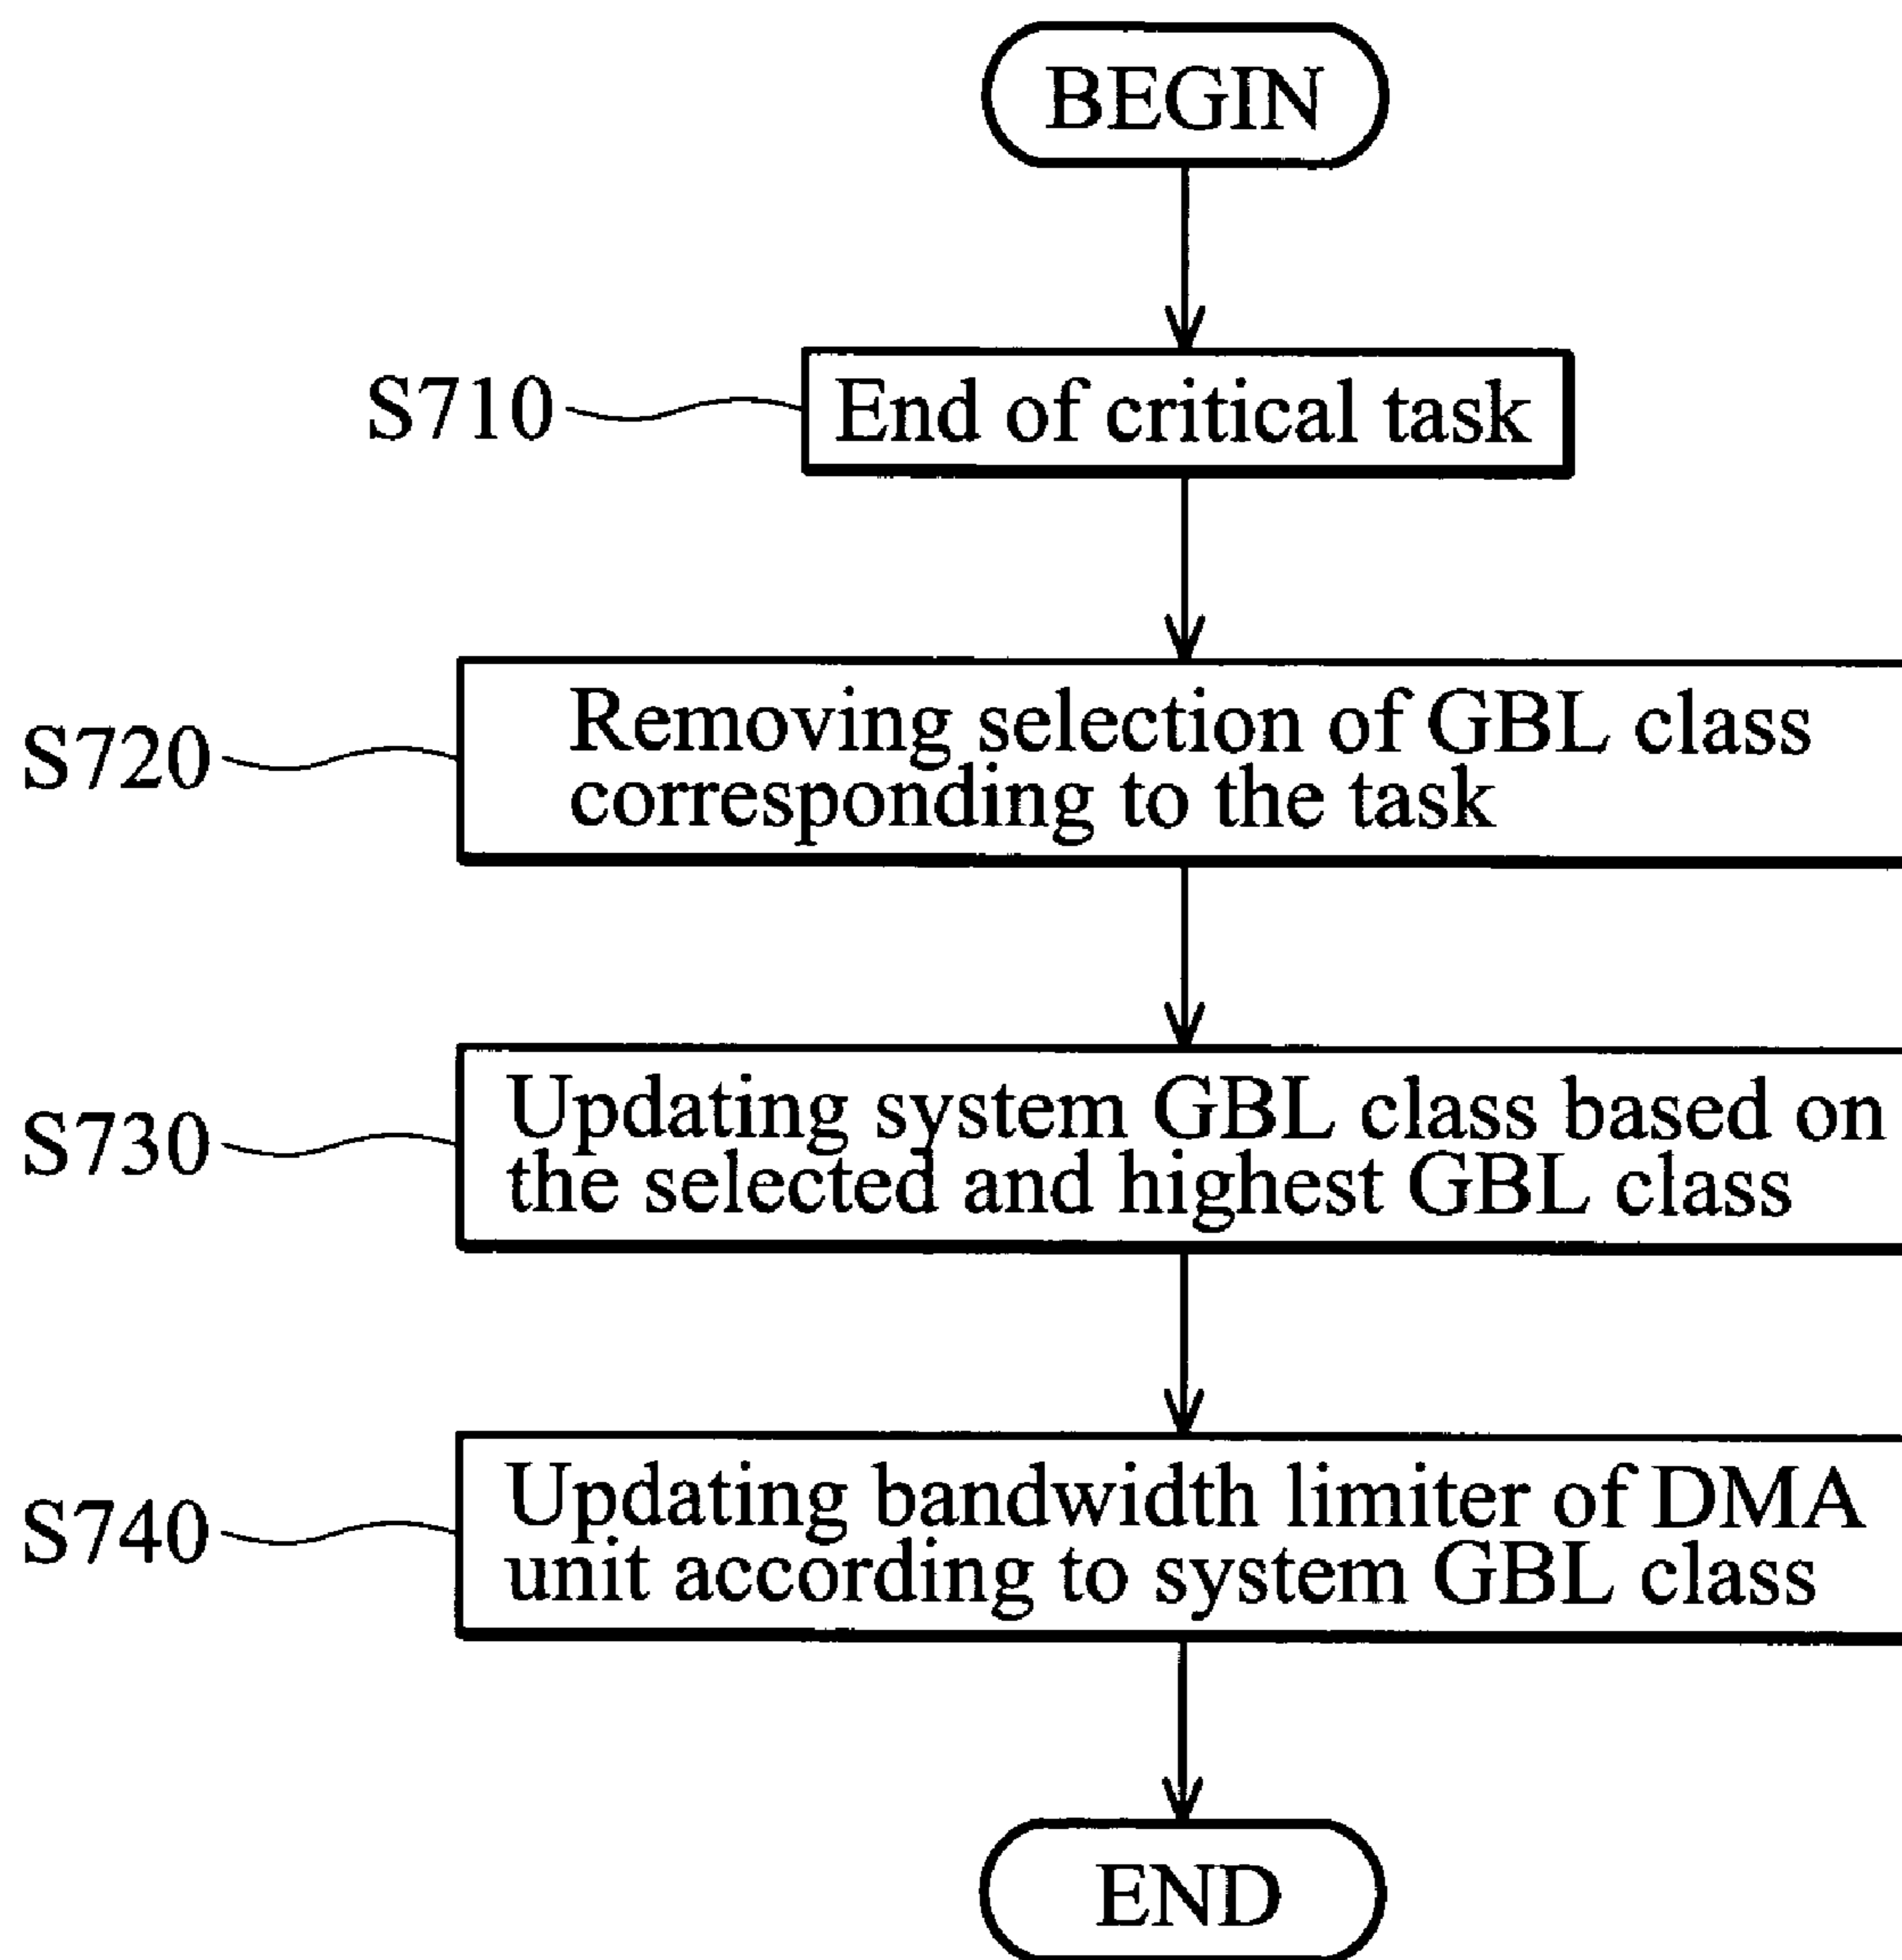 BEGIN
S710
End of critical task
S720
Removing selection of GBL class
corresponding to the task
S730
Updating system GBL class based on
the selected and highest GBL class
S740
Updating bandwidth limiter of DMA
unit according to system GBL class
END